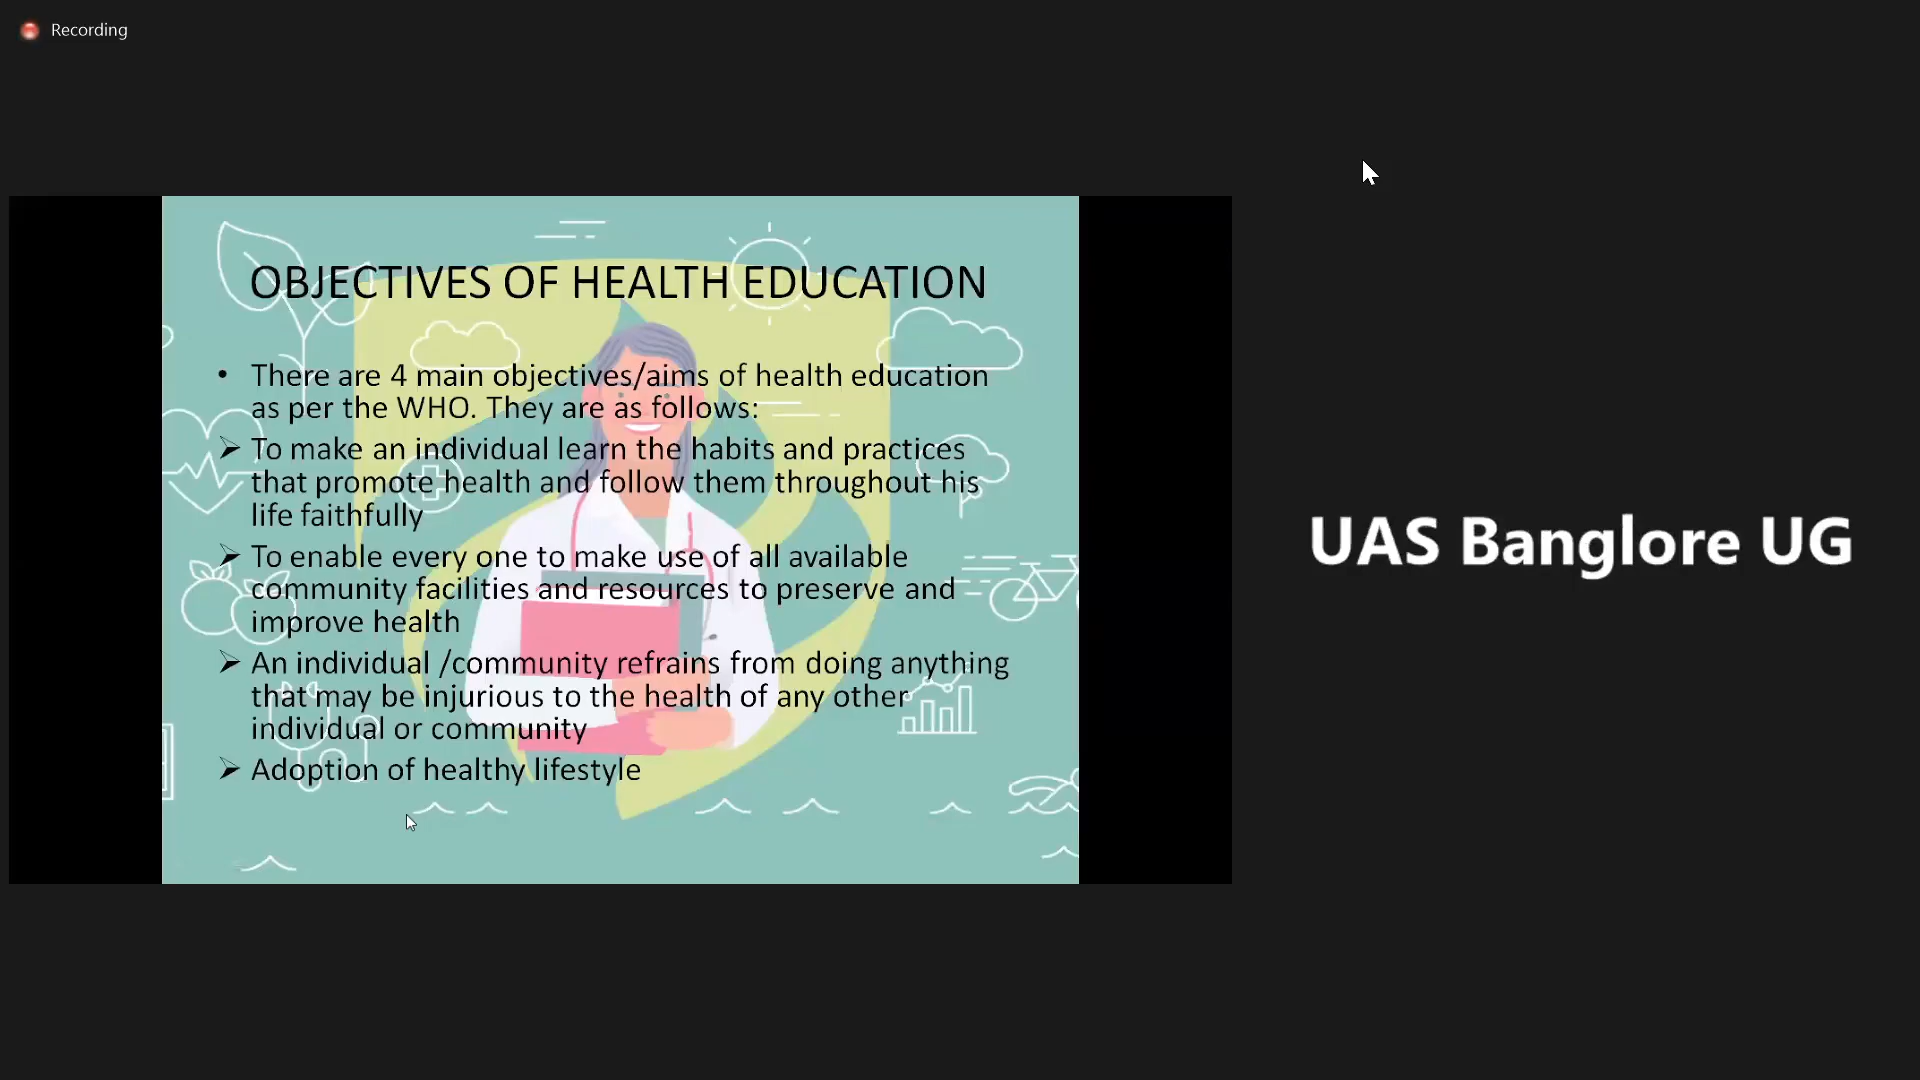 Recording
OBJECTIVES OF HEALTH EDUCATION
• There are 4 main objectives/aims of health education
as per the WHO. They are as follows:
➢ To make an individual learn the habits and practices
that promote health and follow them throughout his
life faithfully
➢ To enable every one to make use of all available
community facilities and resources to preserve and
improve health
➢ An individual /community refrains from doing anything
that may be injurious to the health of any other
individual or community
➢ Adoption of healthy lifestyle
UAS Banglore UG